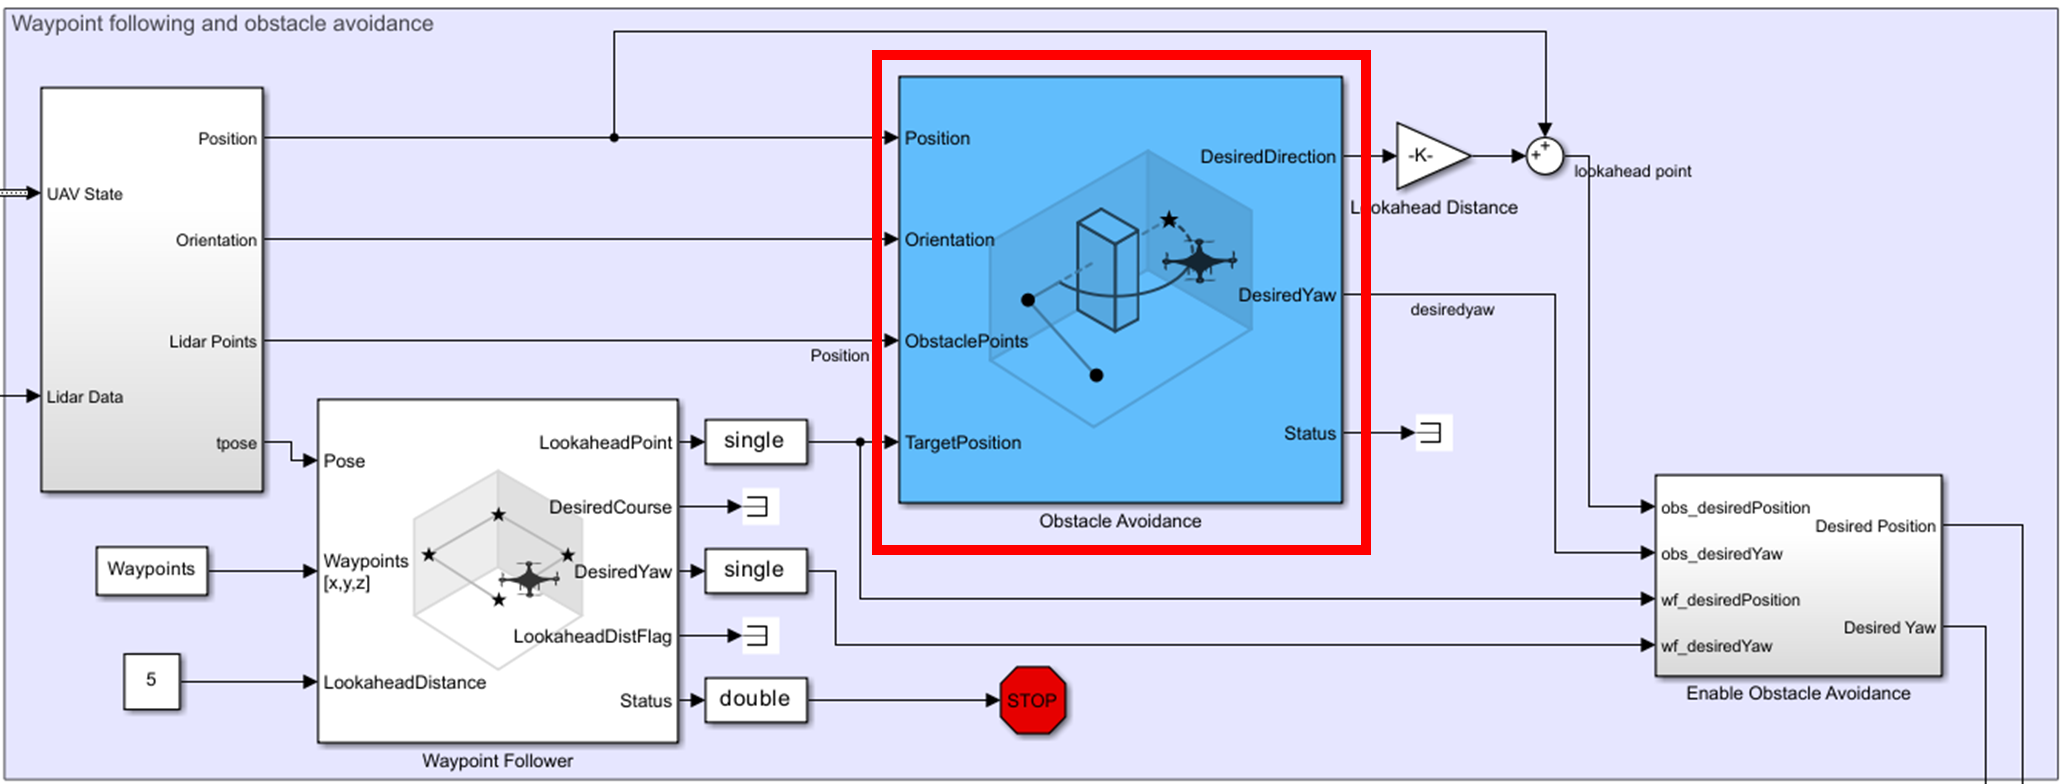 Waypoint following and obstacle avoidance
UAV State
Lidar Data
Position
Orientation
Lidar Points
tpose
Position
Position
Orientation
ObstaclePoints
TargetPosition
DesiredDirection
DesiredYaw
Status
Obstacle Avoidance
-K-
Lookahead Distance
++
lookahead point
desiredyaw
Waypoints
5
Pose
Waypoints
[x,y,z]
LookaheadDistance
LookaheadPoint
DesiredCourse
DesiredYaw
LookaheadDistFlag
Status
Waypoint Follower
single
single
double
STOP
obs_desiredPosition
obs_desiredYaw
wf_desiredPosition
wf_desiredYaw
Desired Position
Desired Yaw
Enable Obstacle Avoidance